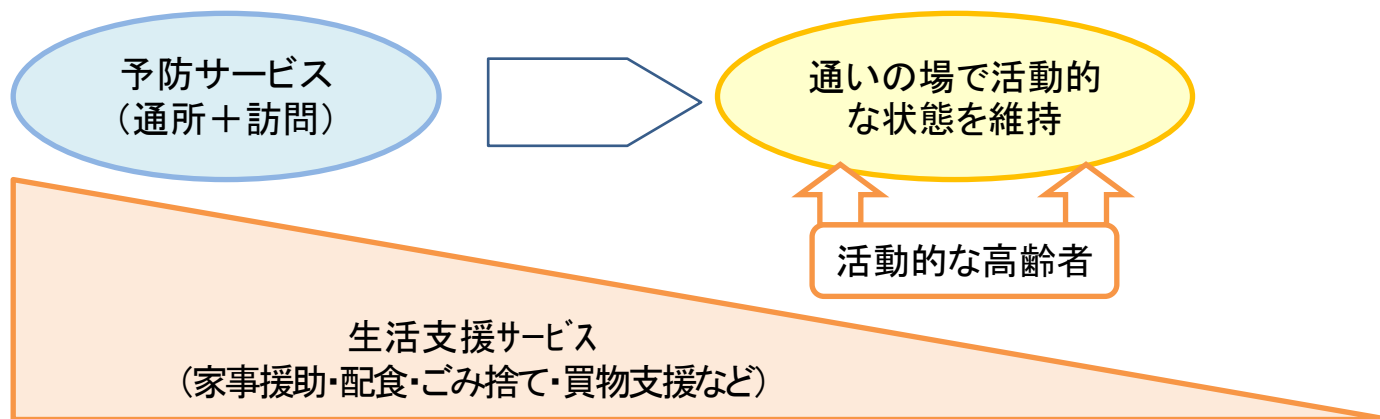 予防サービス
（通所＋訪問）
通いの場で活動的
な状態を維持
活動的な高齢者
生活支援ｻｰﾋﾞｽ
（家事援助・配食・ごみ捨て・買物支援など）